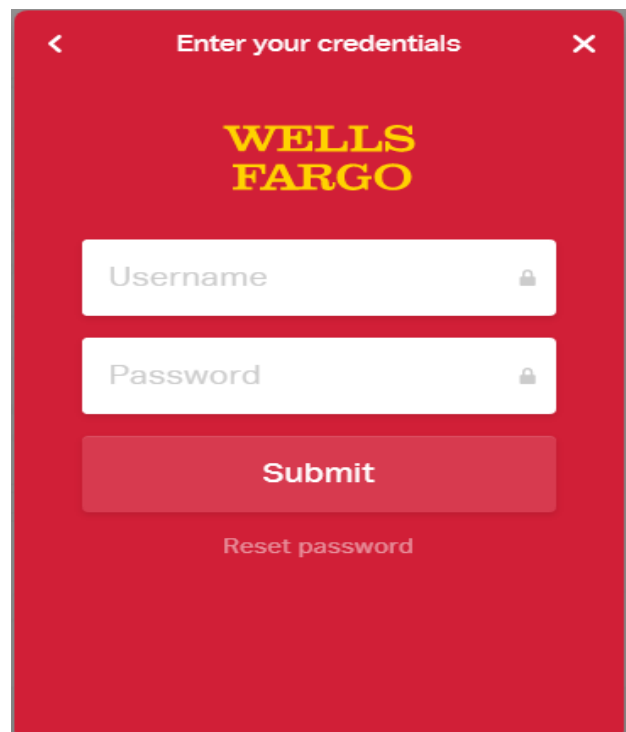 Enter your credentials
WELLS
FARGO
Username
Password
Submit
Reset password